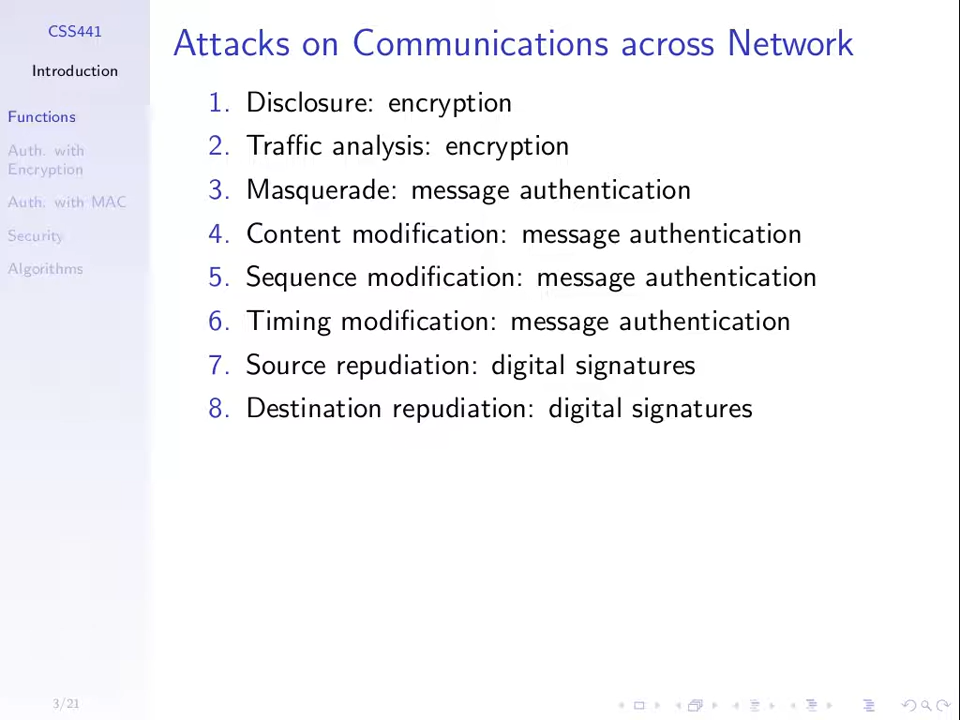 CSS441
Introduction
Functions
Auth. with
Encryption
Auth. with MAC
Security
Algorithms
3/21
Attacks on Communications across Network
1. Disclosure: encryption
2. Traffic analysis: encryption
3. Masquerade: message authentication
4. Content modification: message authentication
5. Sequence modification: message authentication
6. Timing modification: message authentication
7. Source repudiation: digital signatures
8. Destination repudiation: digital signatures